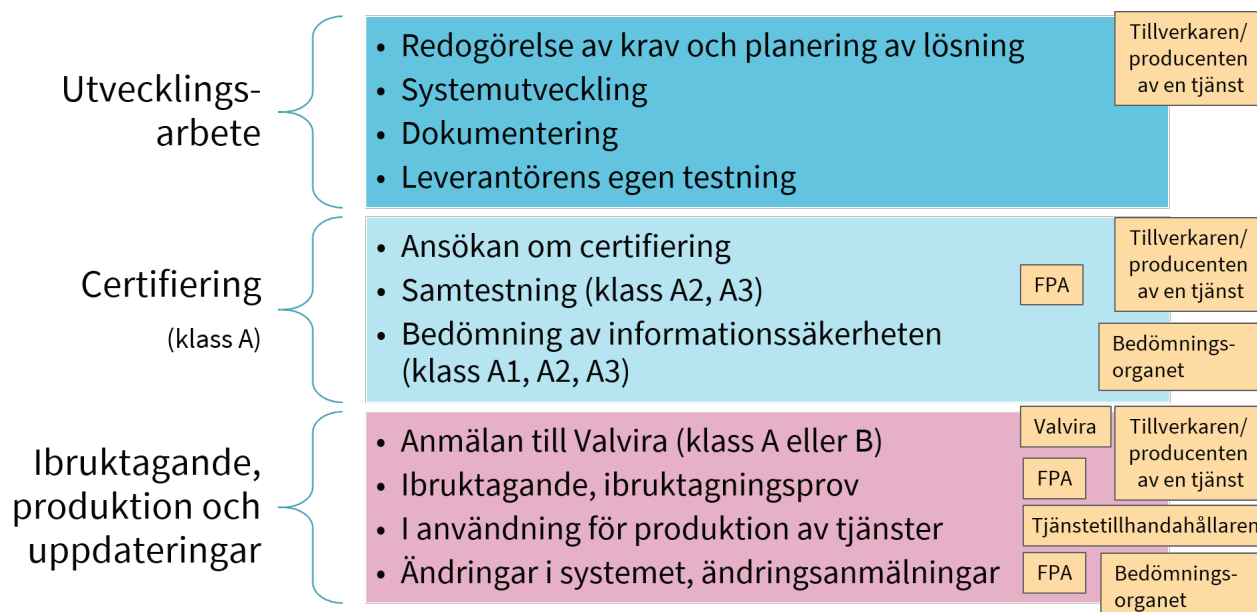 Utvecklings-
arbete
• Redogörelse av krav och planering av lösning
• Systemutveckling
• Dokumentering
• Leverantörens egen testning
Tillverkaren/
producenten
av en tjänst
Certifiering
(klass A)
• Ansökan om certifiering
• Samtestning (klass A2, A3)
• Bedömning av informationssäkerheten
(klass A1, A2, A3)
FPA
Tillverkaren/
producenten
av en tjänst
Bedömnings-
organet
Ibruktagande,
produktion och
uppdateringar
• Anmälan till Valvira (klass A eller B)
• Ibruktagande, ibruktagningsprov
• I användning för produktion av tjänster
• Ändringar i systemet, ändringsanmälningar
Valvira
Tillverkaren/
producenten
av en tjänst
FPA
Tjänstetillhandahållaren
FPA
Bedömnings-
organet